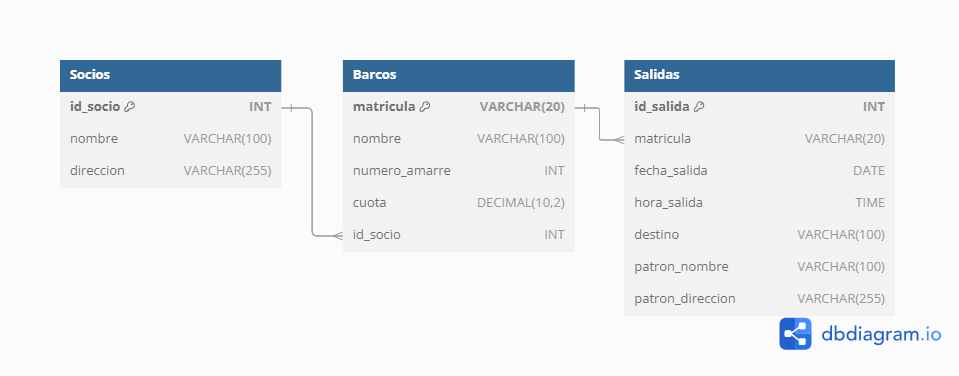 Socios
id_socio INT
nombre VARCHAR(100)
direccion VARCHAR(255)
Barcos
matricula VARCHAR(20)
nombre VARCHAR(100)
numero_amarre INT
cuota DECIMAL(10,2)
id_socio INT
Salidas
id_salida INT
matricula VARCHAR(20)
fecha_salida DATE
hora_salida TIME
destino VARCHAR(100)
patron_nombre VARCHAR(100)
patron_direccion VARCHAR(255)
dbdiagram.io